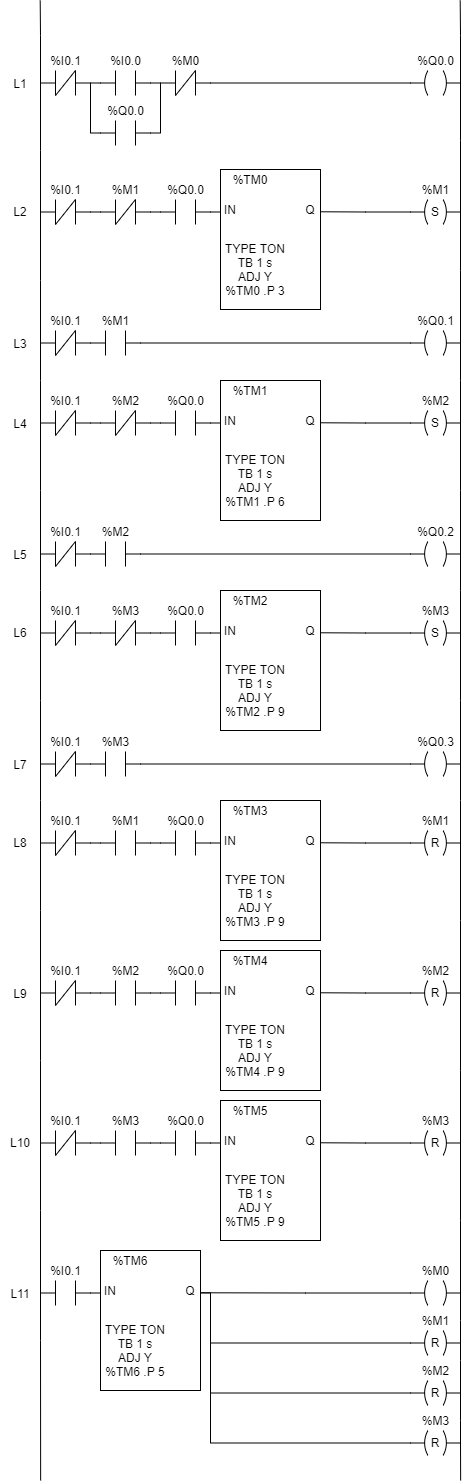 %I0.1 %I0.0 %M0 %Q0.0
L1
%Q0.0
%TM0
%I0.1 %M1 %Q0.0 %M1
L2 IN Q S
TYPE TON
TB 1 s
ADJ Y
%TM0 .P 3
%I0.1 %M1 %Q0.1
L3
%TM1
%I0.1 %M2 %Q0.0 %M2
L4 IN Q S
TYPE TON
TB 1 s
ADJ Y
%TM1 .P 6
%I0.1 %M2 %Q0.2
L5
%TM2
%I0.1 %M3 %Q0.0 %M3
L6 IN Q S
TYPE TON
TB 1 s
ADJ Y
%TM2 .P 9
%I0.1 %M3 %Q0.3
L7
%TM3
%I0.1 %M1 %Q0.0 %M1
L8 IN Q R
TYPE TON
TB 1 s
ADJ Y
%TM3 .P 9
%TM4
%I0.1 %M2 %Q0.0 %M2
L9 IN Q R
TYPE TON
TB 1 s
ADJ Y
%TM4 .P 9
%TM5
%I0.1 %M3 %Q0.0 %M3
L10 IN Q R
TYPE TON
TB 1 s
ADJ Y
%TM5 .P 9
%TM6
%I0.1 %M0
L11 IN Q
TYPE TON
TB 1 s
ADJ Y
%TM6 .P 5
%M1
R
%M2
R
%M3
R